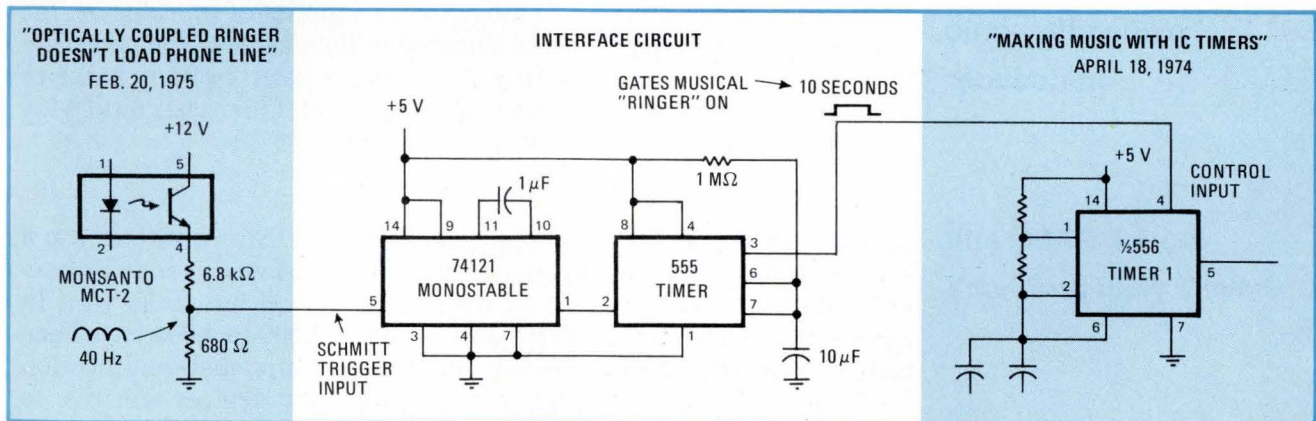 "OPTICALLY COUPLED RINGER
DOESN'T LOAD PHONE LINE"
FEB. 20, 1975
+12 V
1
5
2
4
MONSANTO
MCT-2
6.8 kΩ
40 Hz
680 Ω
INTERFACE CIRCUIT
GATES MUSICAL
"RINGER" ON
10 SECONDS
+5 V
1 μF
1 MΩ
14
9
11
10
8
4
74121
MONOSTABLE
555
TIMER
5
1
2
3
6
7
3
4
7
1
SCHMITT
TRIGGER
INPUT
10 μF
"MAKING MUSIC WITH IC TIMERS"
APRIL 18, 1974
+5 V
CONTROL
INPUT
14
4
1
½556
TIMER 1
5
2
6
7